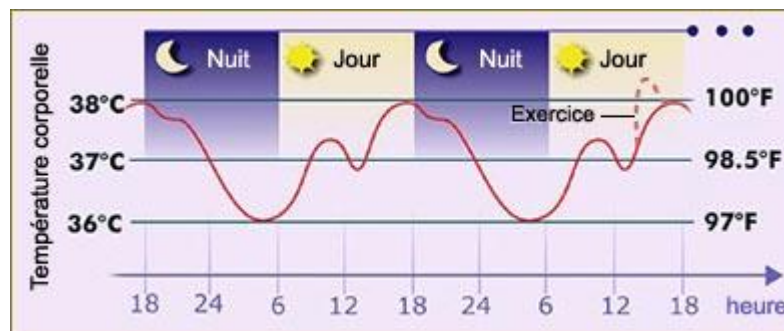 Température corporelle
Nuit Jour Nuit Jour
38°C 100°F
Exercice
37°C 98.5°F
36°C 97°F
18 24 6 12 18 24 6 12 18 heure